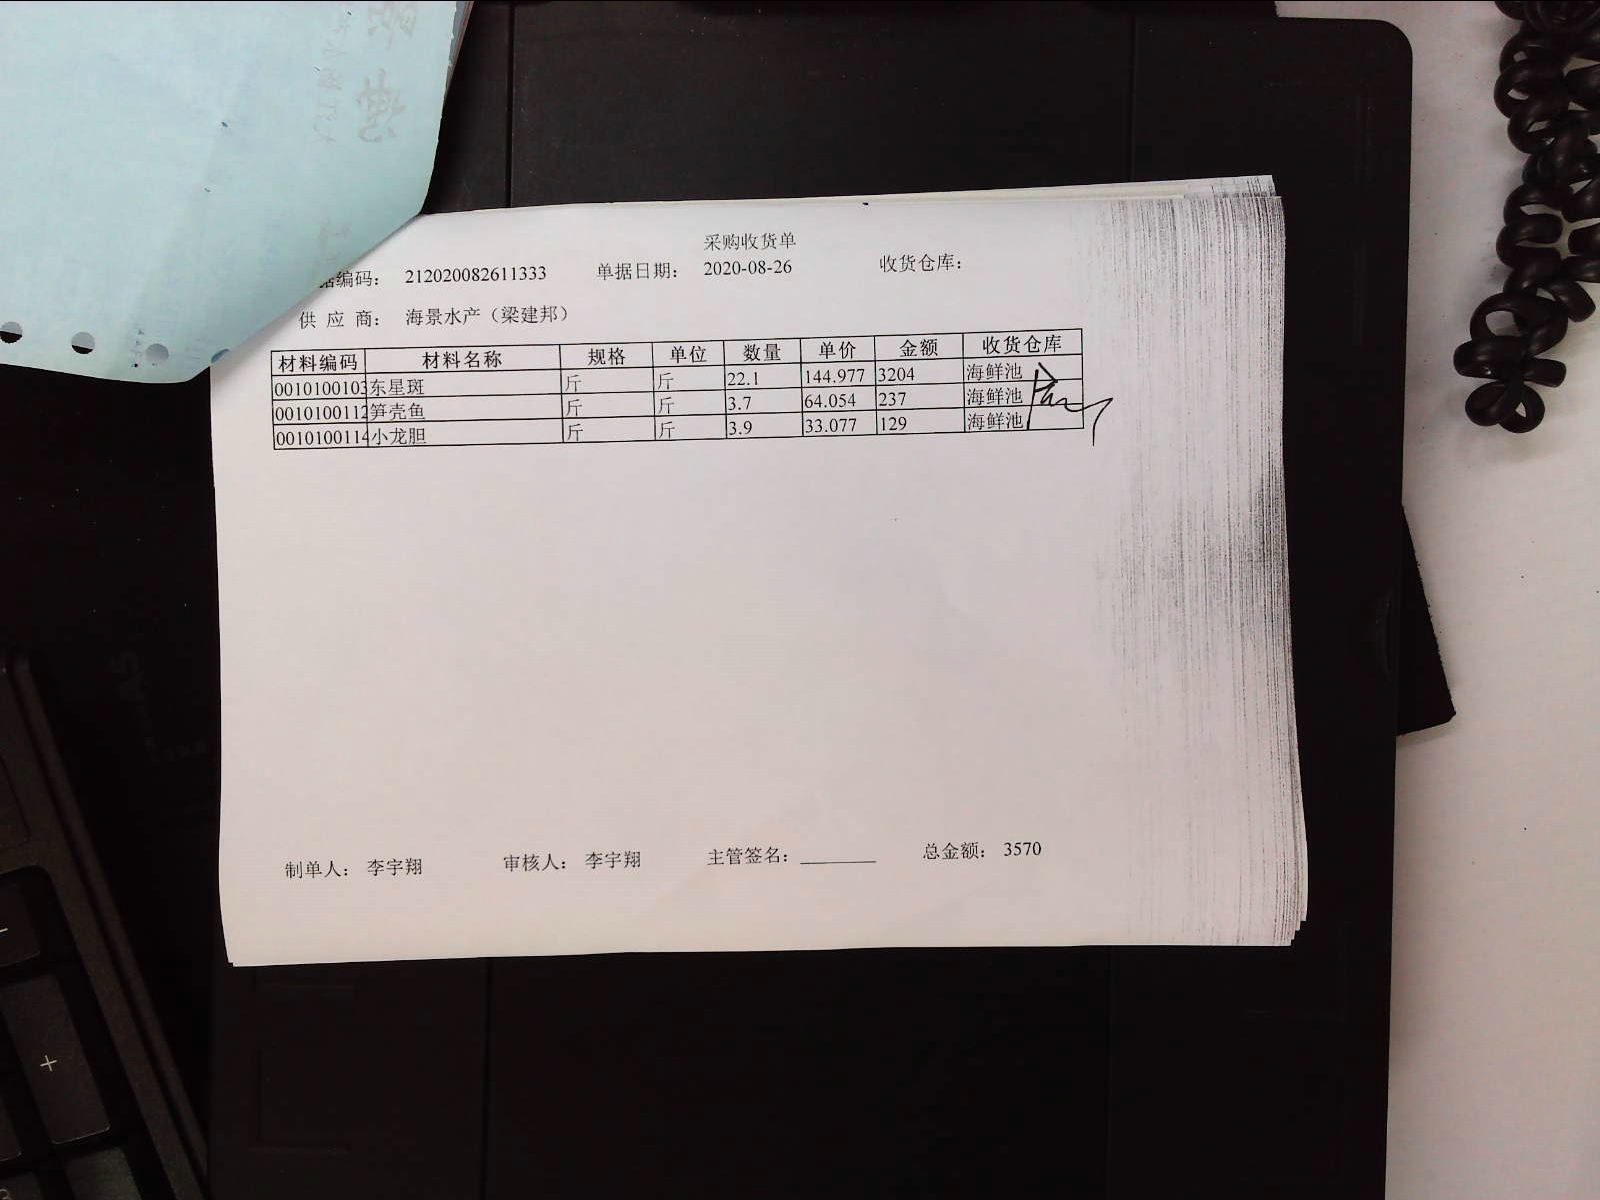 采购收货单
据编码： 212020082611333 单据日期： 2020-08-26 收货仓库：
供 应 商： 海景水产（梁建邦）
材料编码 材料名称 规格 单位 数量 单价 金额 收货仓库
0010100103 东星斑 斤 斤 22.1 144.977 3204 海鲜池
0010100112 笋壳鱼 斤 斤 3.7 64.054 237 海鲜池
0010100114 小龙胆 斤 斤 3.9 33.077 129 海鲜池
制单人： 李宇翔 审核人： 李宇翔 主管签名： 总金额： 3570